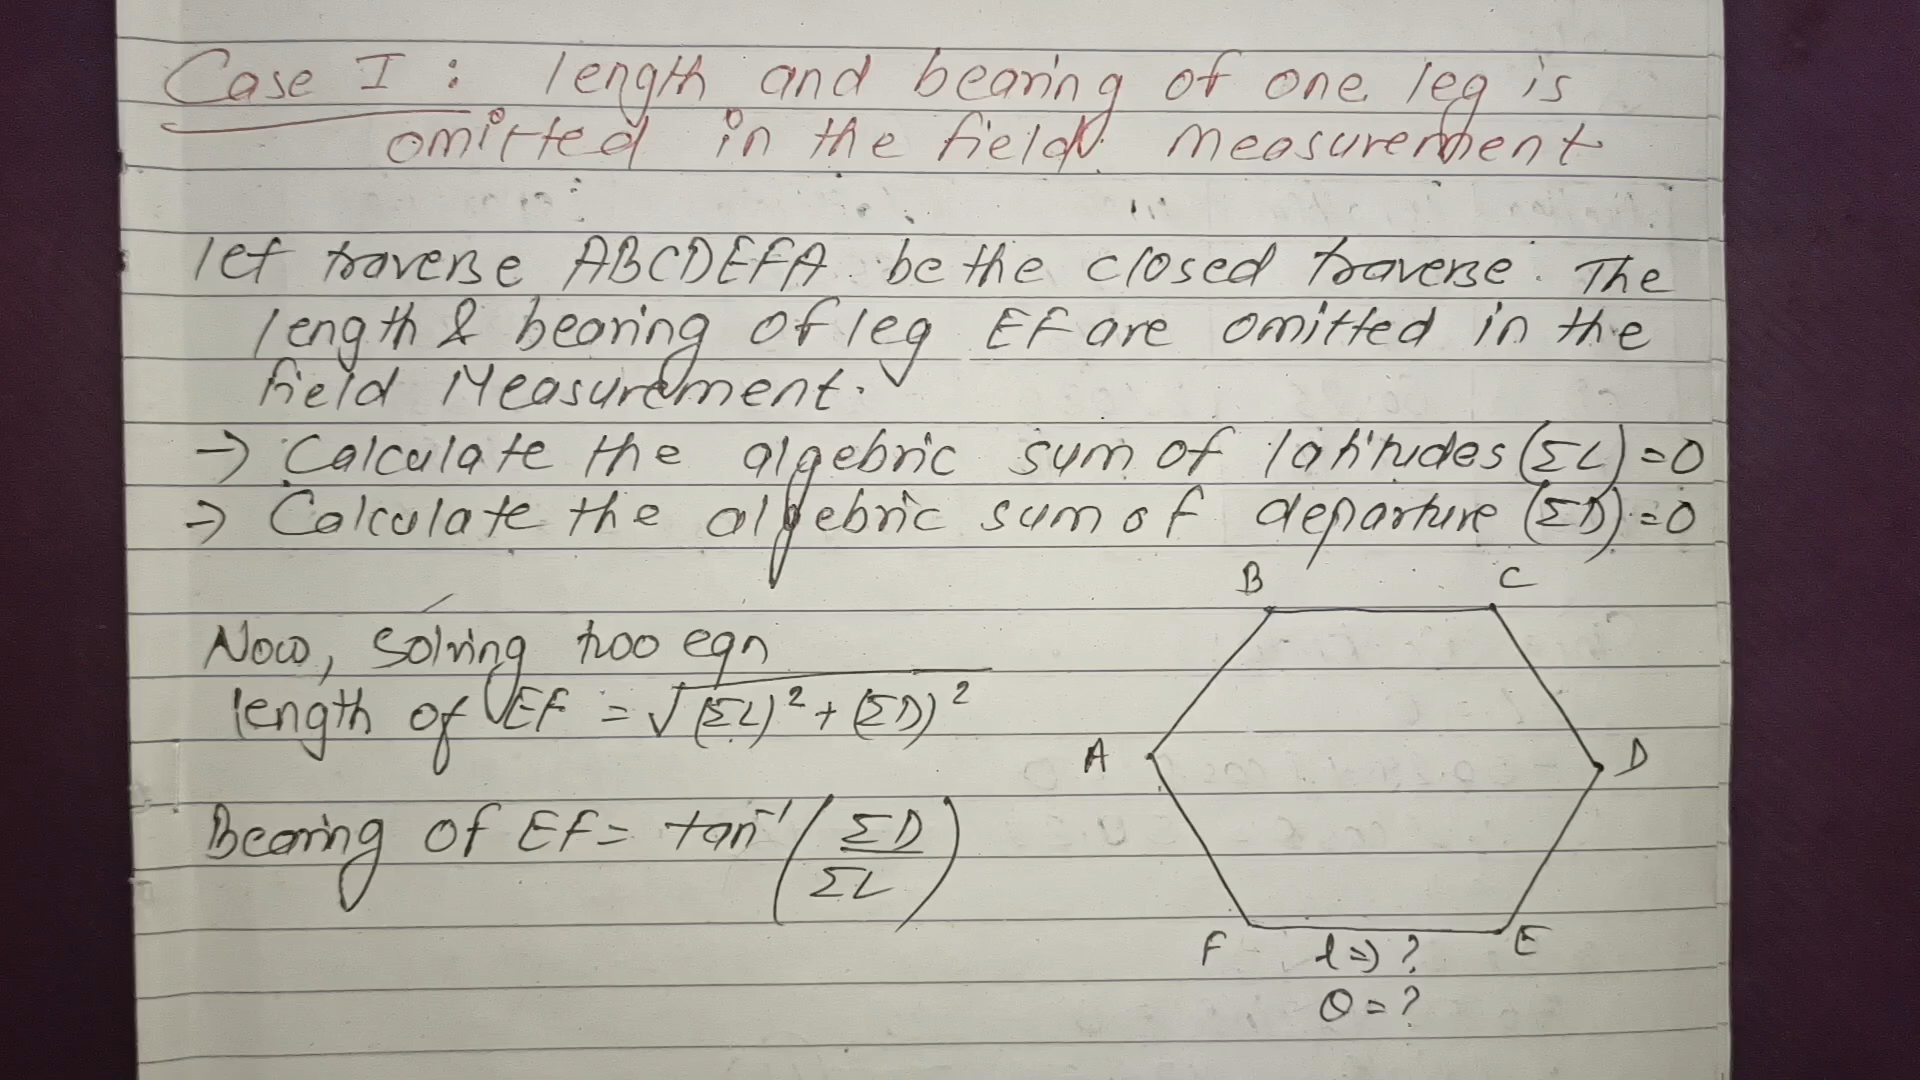 Case I : length and bearing of one leg is
omitted in the field measurement
let traverse ABCDEFA be the closed traverse. The
length & bearing of leg EF are omitted in the
field Measurement.
→ Calculate the algebric sum of latitudes (ΣL) = 0
→ Calculate the algebric sum of departure (ΣD) = 0
Now, solving two eqn
length of EF = √(ΣL)² + (ΣD)²
Bearing of EF = tan⁻¹ (ΣD/ΣL)
B C
A D
F E
l => ?
θ = ?